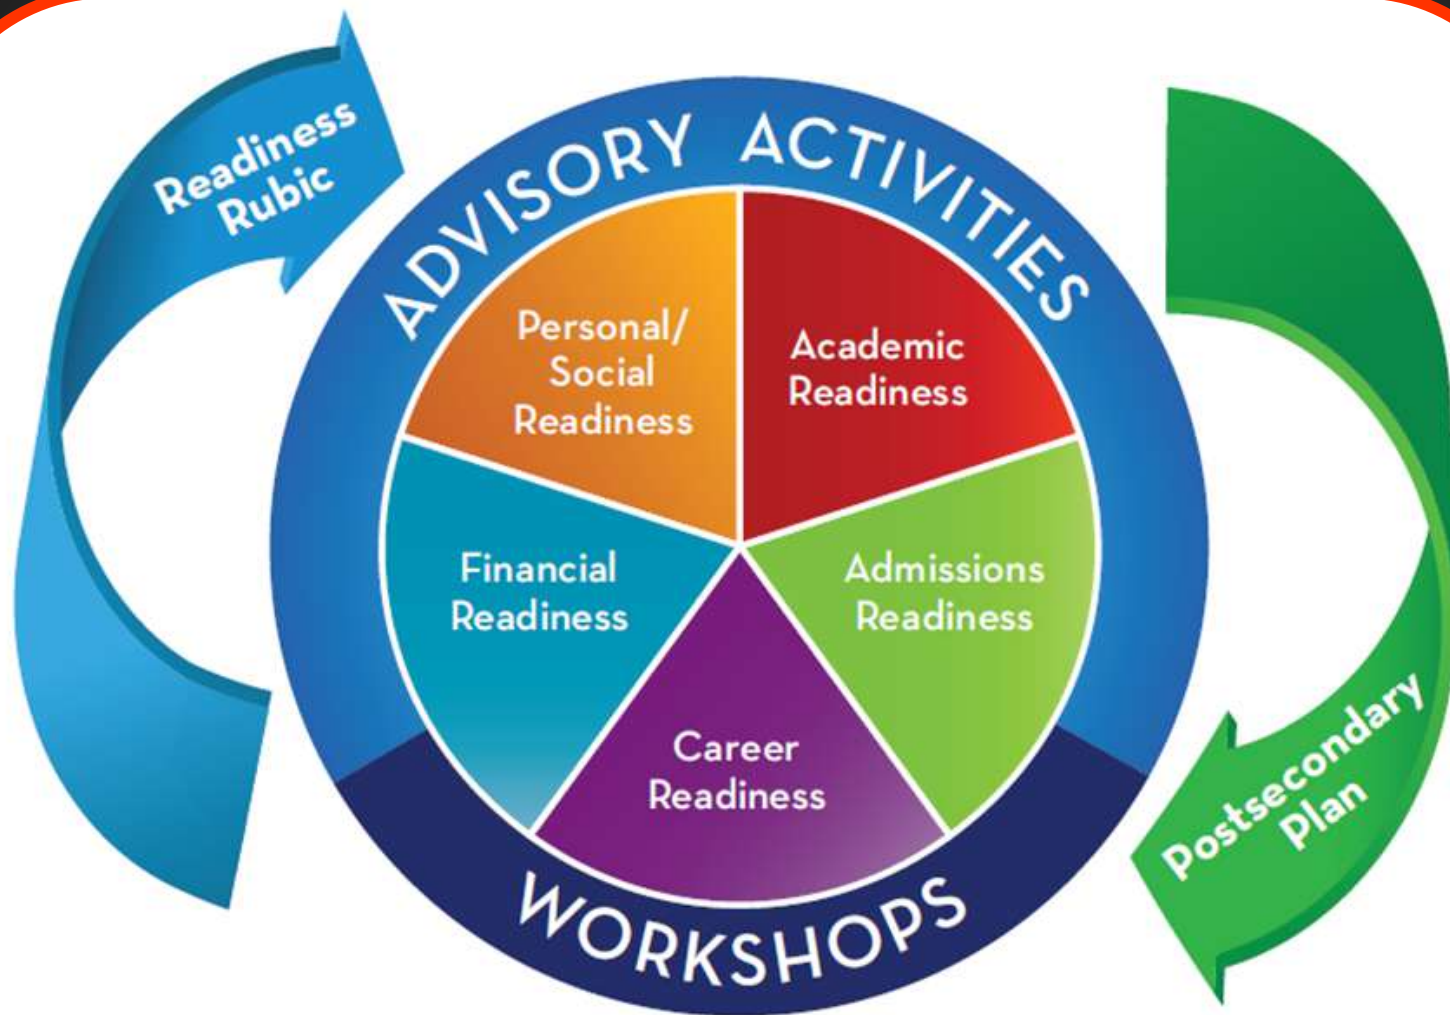 Readiness
Rubic
ADVISORY ACTIVITIES
Personal/
Social
Readiness
Academic
Readiness
Financial
Readiness
Admissions
Readiness
Career
Readiness
WORKSHOPS
Postsecondary
Plan